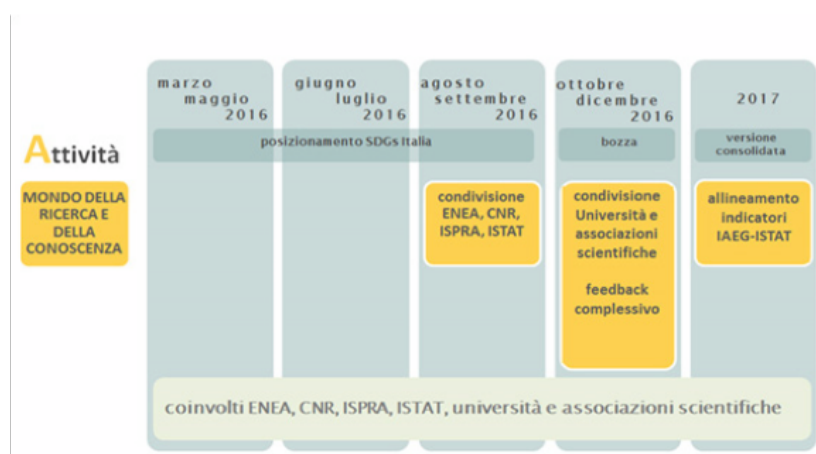 marzo
maggio
2016
giugno
luglio
2016
agosto
settembre
2016
ottobre
dicembre
2016
2017
Attività
posizionamento SDGs Italia
bozza
versione
consolidata
MONDO DELLA
RICERCA E
DELLA
CONOSCENZA
condivisione
ENEA, CNR,
ISPRA, ISTAT
condivisione
Università e
associazioni
scientifiche
feedback
complessivo
allineamento
indicatori
IAEG-ISTAT
coinvolti ENEA, CNR, ISPRA, ISTAT, università e associazioni scientifiche